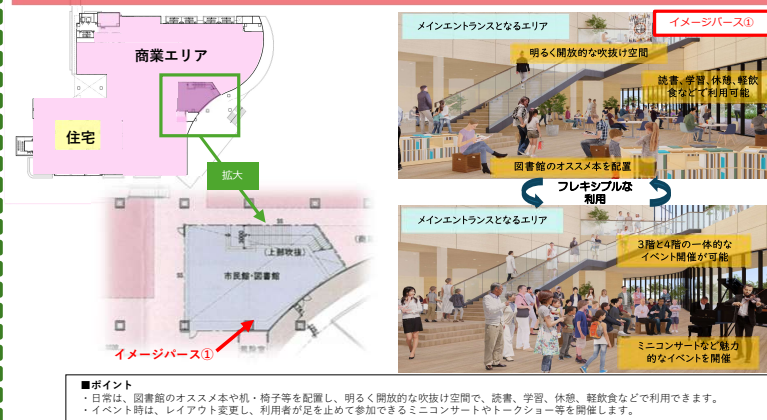 商業エリア
住宅
拡大
(上部吹抜)
市民館・図書館
イメージパース①
メインエントランスとなるエリア
イメージパース①
明るく開放的な吹抜け空間
読書、学習、休憩、軽飲
食などで利用可能
図書館のオススメ本を配置
フレキシブルな
利用
メインエントランスとなるエリア
3階と4階の一体的な
イベント開催が可能
ミニコンサートなど魅力
的なイベントを開催
■ポイント
・日常は、図書館のオススメ本や机・椅子等を配置し、明るく開放的な吹抜け空間で、読書、学習、休憩、軽飲食などで利用できます。
・イベント時は、レイアウト変更し、利用者が足を止めて参加できるミニコンサートやトークショー等を開催します。